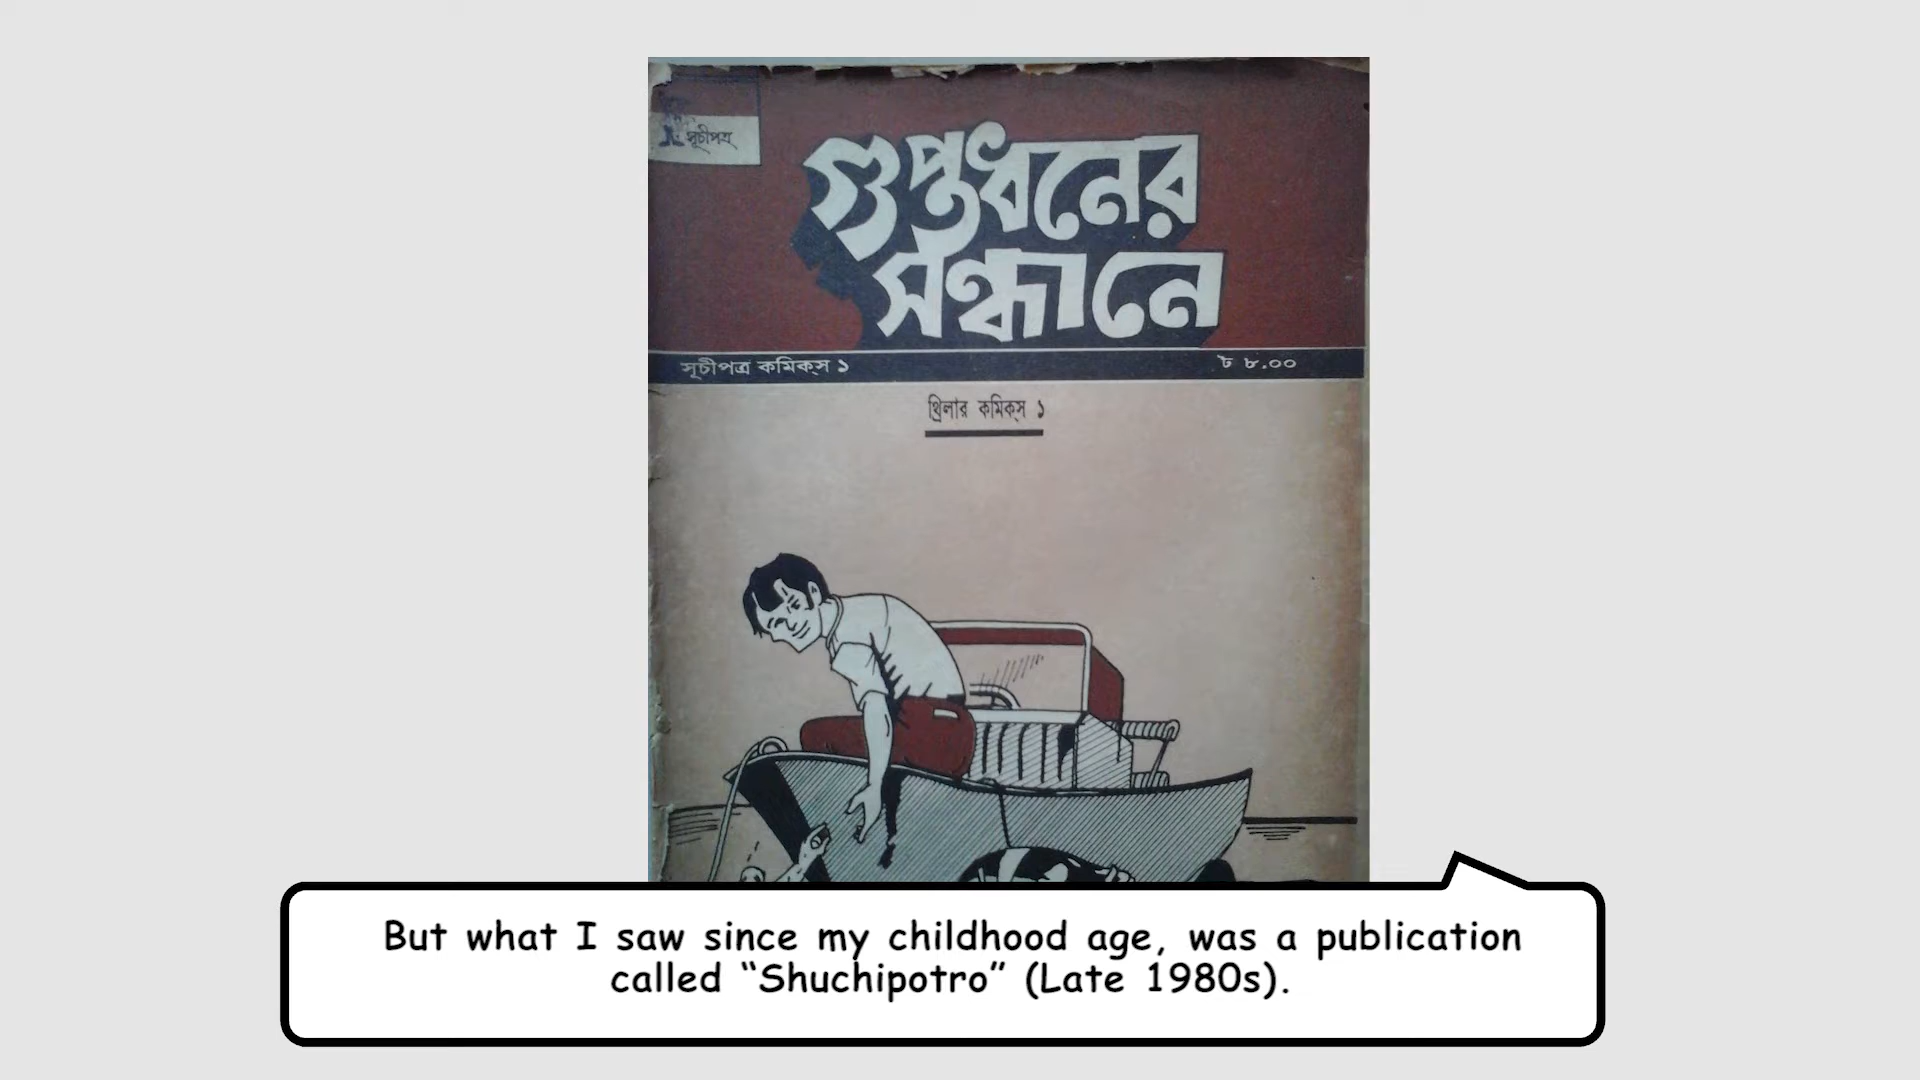 সূচীপত্র
গুপ্তধনের
সন্ধানে
সূচীপত্র কমিক্‌স ১
৳ ৮.০০
থ্রিলার কমিক্‌স ১
But what I saw since my childhood age, was a publication
called “Shuchipotro” (Late 1980s).